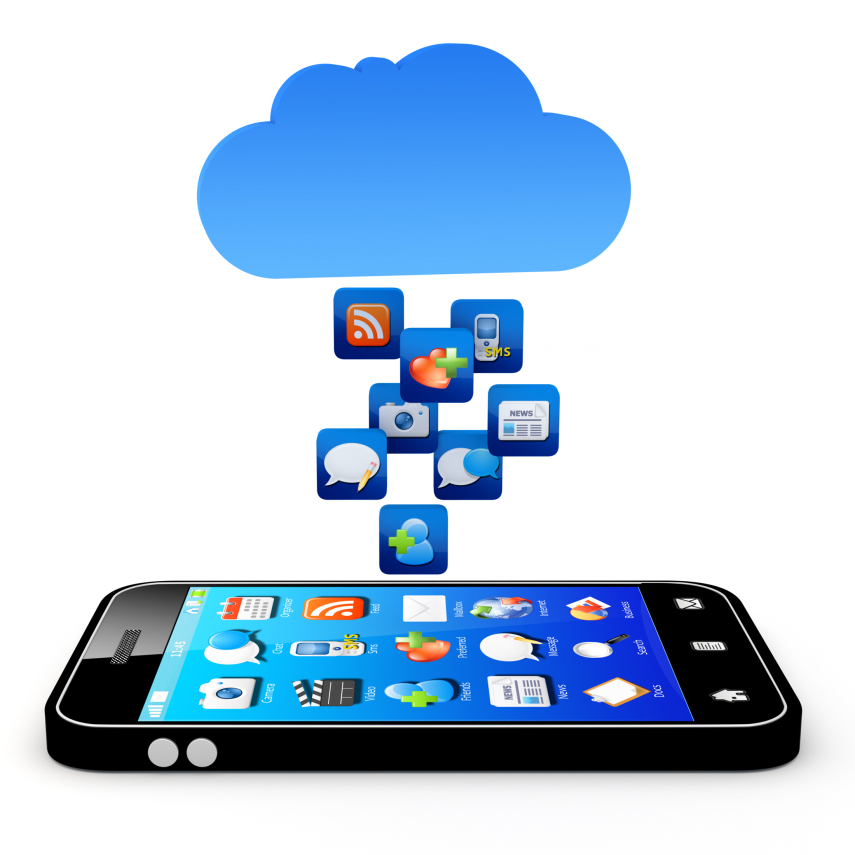 SMS
NEWS
11:45
Organizer
Feed
Mailbox
Internet
Business
Chat
SMS
Sms
Preferred
Message
Search
Camera
Video
Friends
NEWS
News
Docs